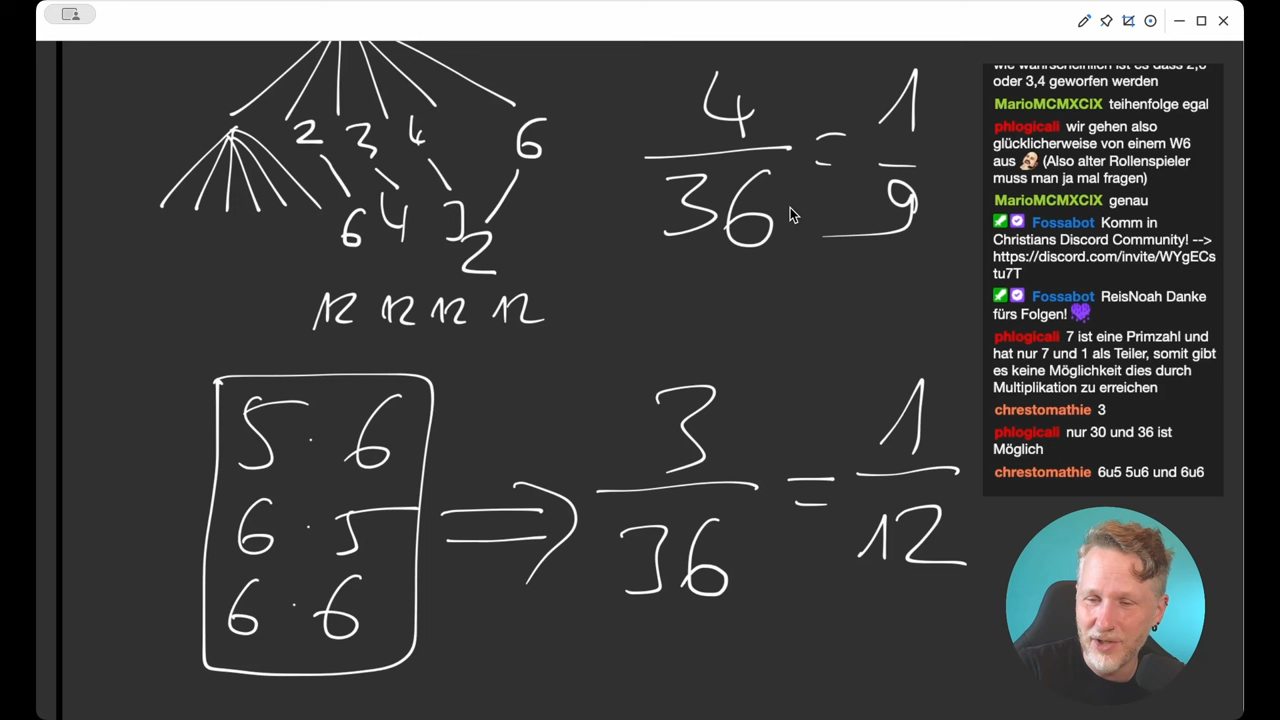 2 3 4 6
6 4 3 2
12 12 12 12
4/36 = 1/9
5 · 6
6 · 5
6 · 6
⇒ 3/36 = 1/12
oder 3,4 geworfen werden
MarioMCMXCIX teihenfolge egal
phlogicali wir gehen also
glücklicherweise von einem W6
aus (Also alter Rollenspieler
muss man ja mal fragen)
MarioMCMXCIX genau
Fossabot Komm in
Christians Discord Community! -->
https://discord.com/invite/WYgECs
tu7T
Fossabot ReisNoah Danke
fürs Folgen! 💜
phlogicali 7 ist eine Primzahl und
hat nur 7 und 1 als Teiler, somit gibt
es keine Möglichkeit dies durch
Multiplikation zu erreichen
chrestomathie 3
phlogicali nur 30 und 36 ist
Möglich
chrestomathie 6u5 5u6 und 6u6